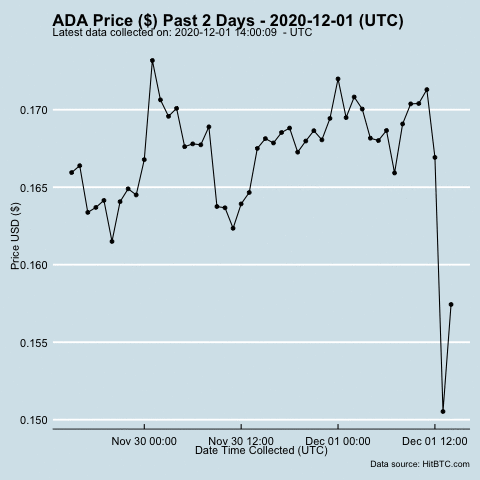 ADA Price ($) Past 2 Days - 2020-12-01 (UTC)
Latest data collected on: 2020-12-01 14:00:09  - UTC
0.170
0.165
0.160
0.155
0.150
Price USD ($)
Nov 30 00:00 Nov 30 12:00 Dec 01 00:00 Dec 01 12:00
Date Time Collected (UTC)
Data source: HitBTC.com